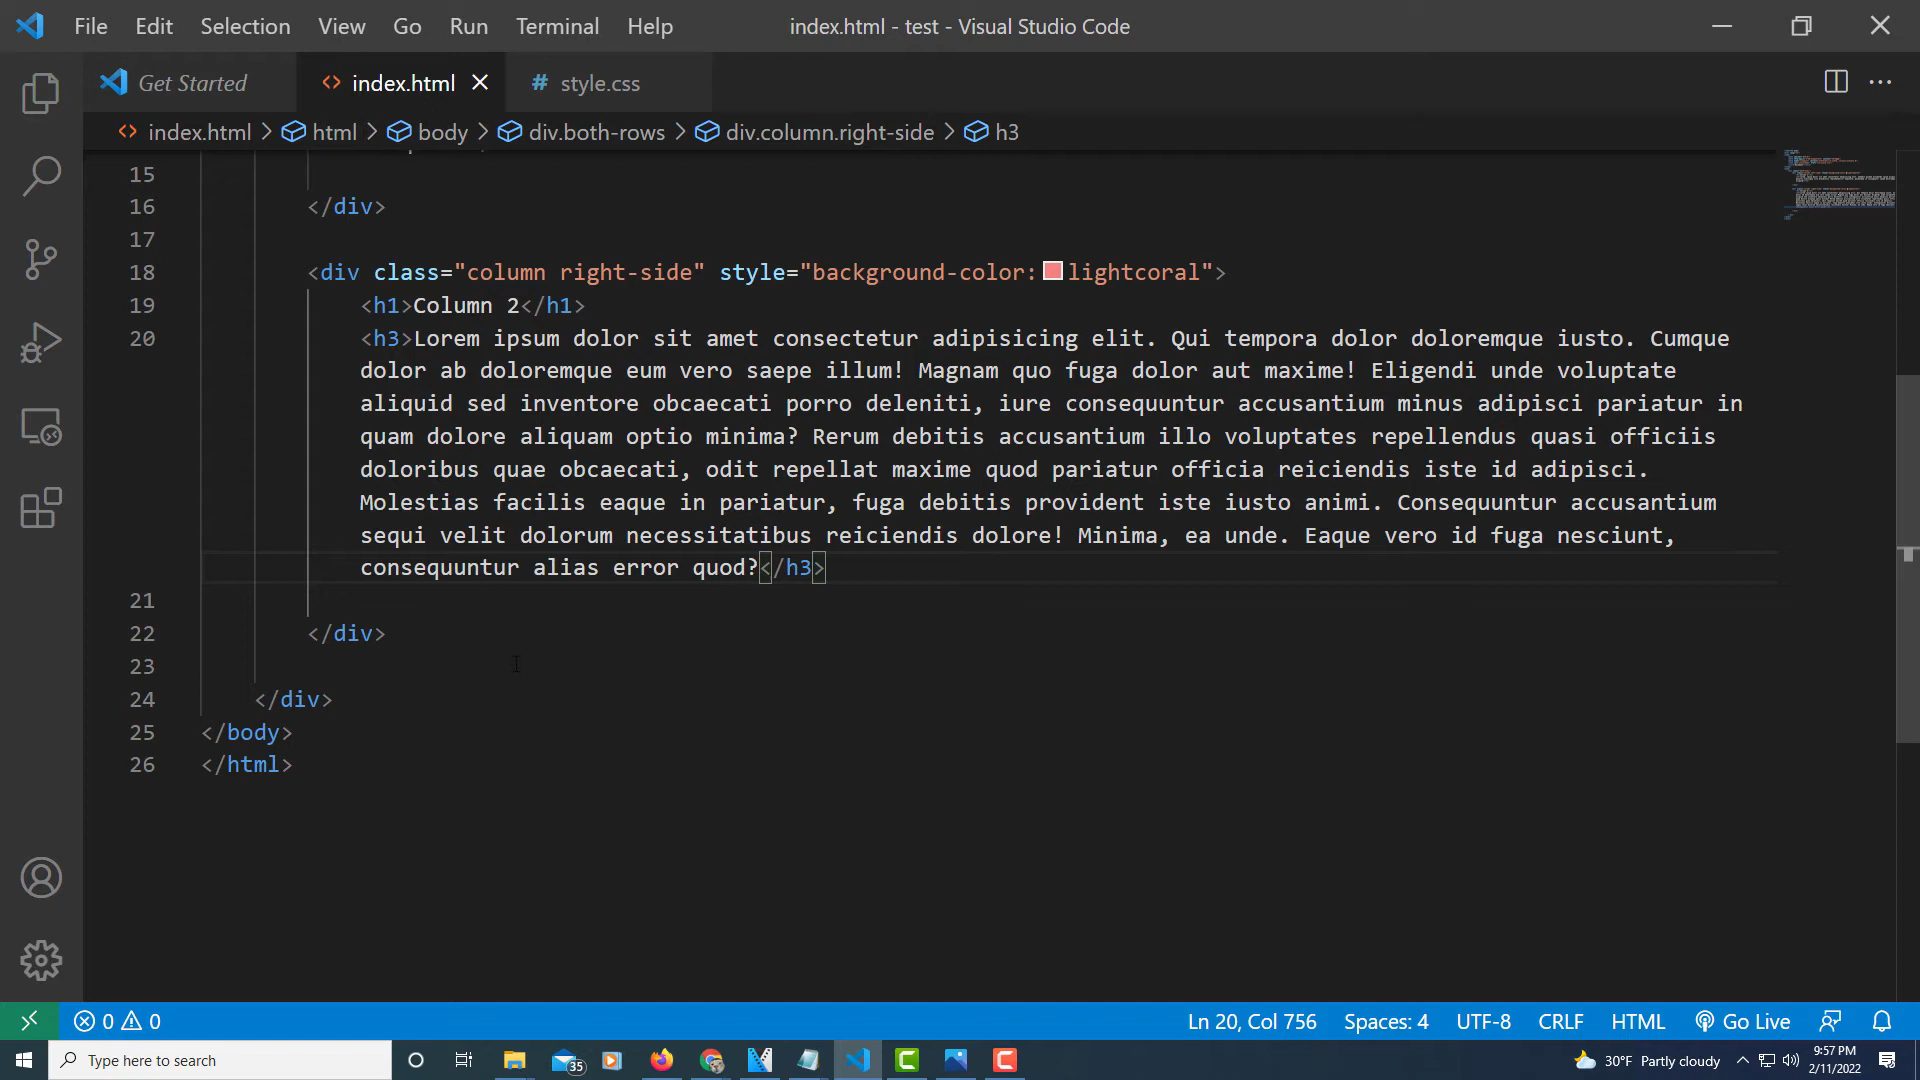 File Edit Selection View Go Run Terminal Help index.html - test - Visual Studio Code
Get Started <> index.html # style.css
<> index.html > html > body > div.both-rows > div.column.right-side > h3
15
16 </div>
17
18 <div class="column right-side" style="background-color: lightcoral">
19 <h1>Column 2</h1>
20 <h3>Lorem ipsum dolor sit amet consectetur adipisicing elit. Qui tempora dolor doloremque iusto. Cumque
dolor ab doloremque eum vero saepe illum! Magnam quo fuga dolor aut maxime! Eligendi unde voluptate
aliquid sed inventore obcaecati porro deleniti, iure consequuntur accusantium minus adipisci pariatur in
quam dolore aliquam optio minima? Rerum debitis accusantium illo voluptates repellendus quasi officiis
doloribus quae obcaecati, odit repellat maxime quod pariatur officia reiciendis iste id adipisci.
Molestias facilis eaque in pariatur, fuga debitis provident iste iusto animi. Consequuntur accusantium
sequi velit dolorum necessitatibus reiciendis dolore! Minima, ea unde. Eaque vero id fuga nesciunt,
consequuntur alias error quod?</h3>
21
22 </div>
23
24 </div>
25 </body>
26 </html>
0 0 Ln 20, Col 756 Spaces: 4 UTF-8 CRLF HTML Go Live
Type here to search 35 30°F Partly cloudy 9:57 PM
2/11/2022